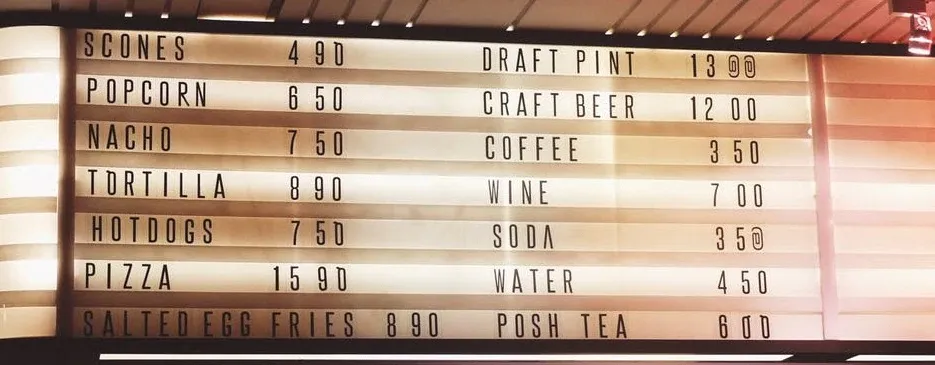 SCONES 4 90
POPCORN 6 50
NACHO 7 50
TORTILLA 8 90
HOTDOGS 7 50
PIZZA 15 90
SALTED EGG FRIES 8 90
DRAFT PINT 13 00
CRAFT BEER 12 00
COFFEE 3 50
WINE 7 00
SODA 3 50
WATER 4 50
POSH TEA 6 00